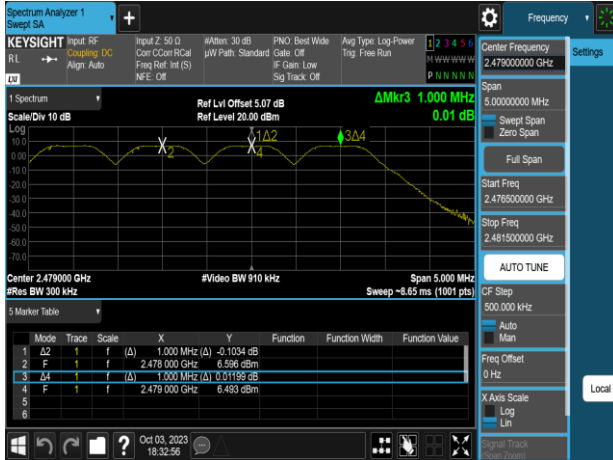 Spectrum Analyzer 1
Swept SA
+
Frequency
KEYSIGHT
RL
LXI
Input: RF
Coupling: DC
Align: Auto
Input Z: 50 Ω
Corr CCorr RCal
Freq Ref: Int (S)
NFE: Off
#Atten: 30 dB
µW Path: Standard
PNO: Best Wide
Gate: Off
IF Gain: Low
Sig Track: Off
Avg Type: Log-Power
Trig: Free Run
1 2 3 4 5 6
M W W W W W
P N N N N N
1 Spectrum
Scale/Div 10 dB
Ref Lvl Offset 5.07 dB
Ref Level 20.00 dBm
ΔMkr3 1.000 MHz
0.01 dB
Log
10.0
0.00
-10.0
-20.0
-30.0
-40.0
-50.0
-60.0
-70.0
2
1Δ2
4
3Δ4
Center 2.479000 GHz
#Res BW 300 kHz
#Video BW 910 kHz
Span 5.000 MHz
Sweep ~8.65 ms (1001 pts)
5 Marker Table
Mode Trace Scale X Y Function Function Width Function Value
1 Δ2 1 f (Δ) 1.000 MHz (Δ) -0.1034 dB
2 F 1 f 2.478 000 GHz 6.596 dBm
3 Δ4 1 f (Δ) 1.000 MHz (Δ) 0.01199 dB
4 F 1 f 2.479 000 GHz 6.493 dBm
5
6
?
Oct 03, 2023
18:32:56
Center Frequency
2.479000000 GHz
Span
5.00000000 MHz
Swept Span
Zero Span
Full Span
Start Freq
2.476500000 GHz
Stop Freq
2.481500000 GHz
AUTO TUNE
CF Step
500.000 kHz
Auto
Man
Freq Offset
0 Hz
X Axis Scale
Log
Lin
Signal Track
(Span Zoom)
Settings
Local